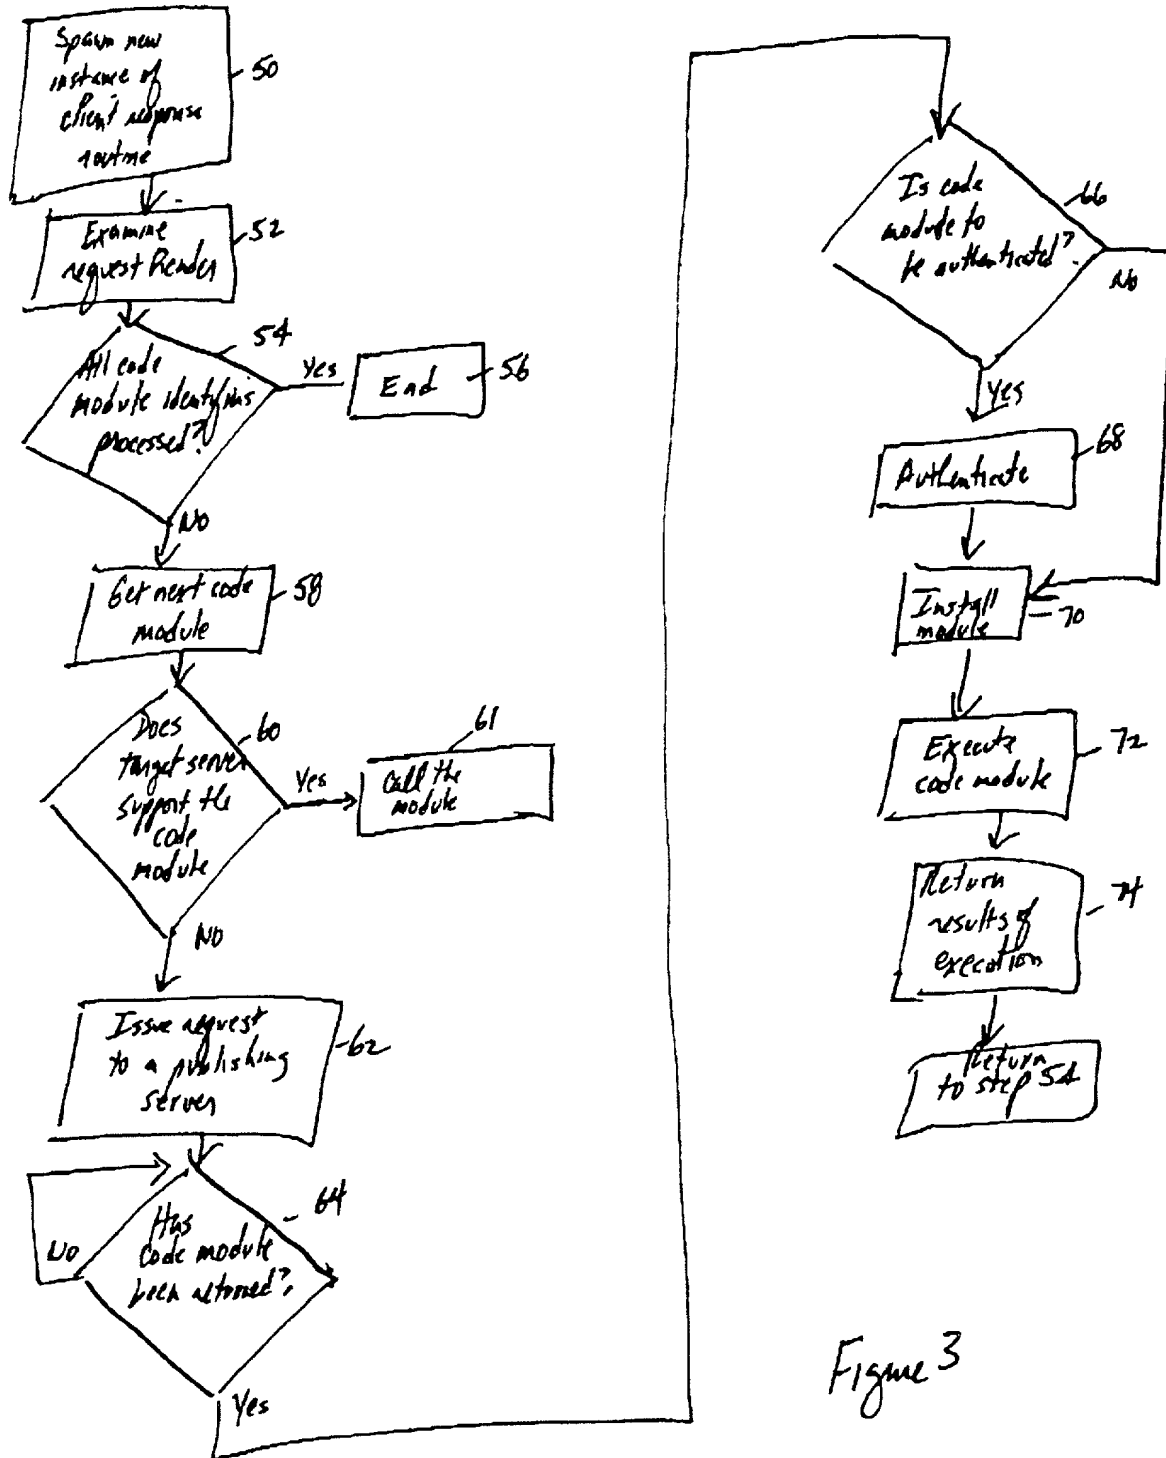 Spawn new
instance of
client response
routine
50
Examine
request header
52
All code
module identifiers
processed?
54
Yes
End
56
No
Get next code
module
58
Does
target server
support the
code
module
60
Yes
61
Call the
module
No
Issue request
to a publishing
server
62
Has
code module
been returned?
64
No
Yes
Is code
module to
be authenticated?
66
No
Yes
Authenticate
68
Install
module
70
Execute
code module
72
Return
results of
execution
74
Return
to step 54
Figure 3